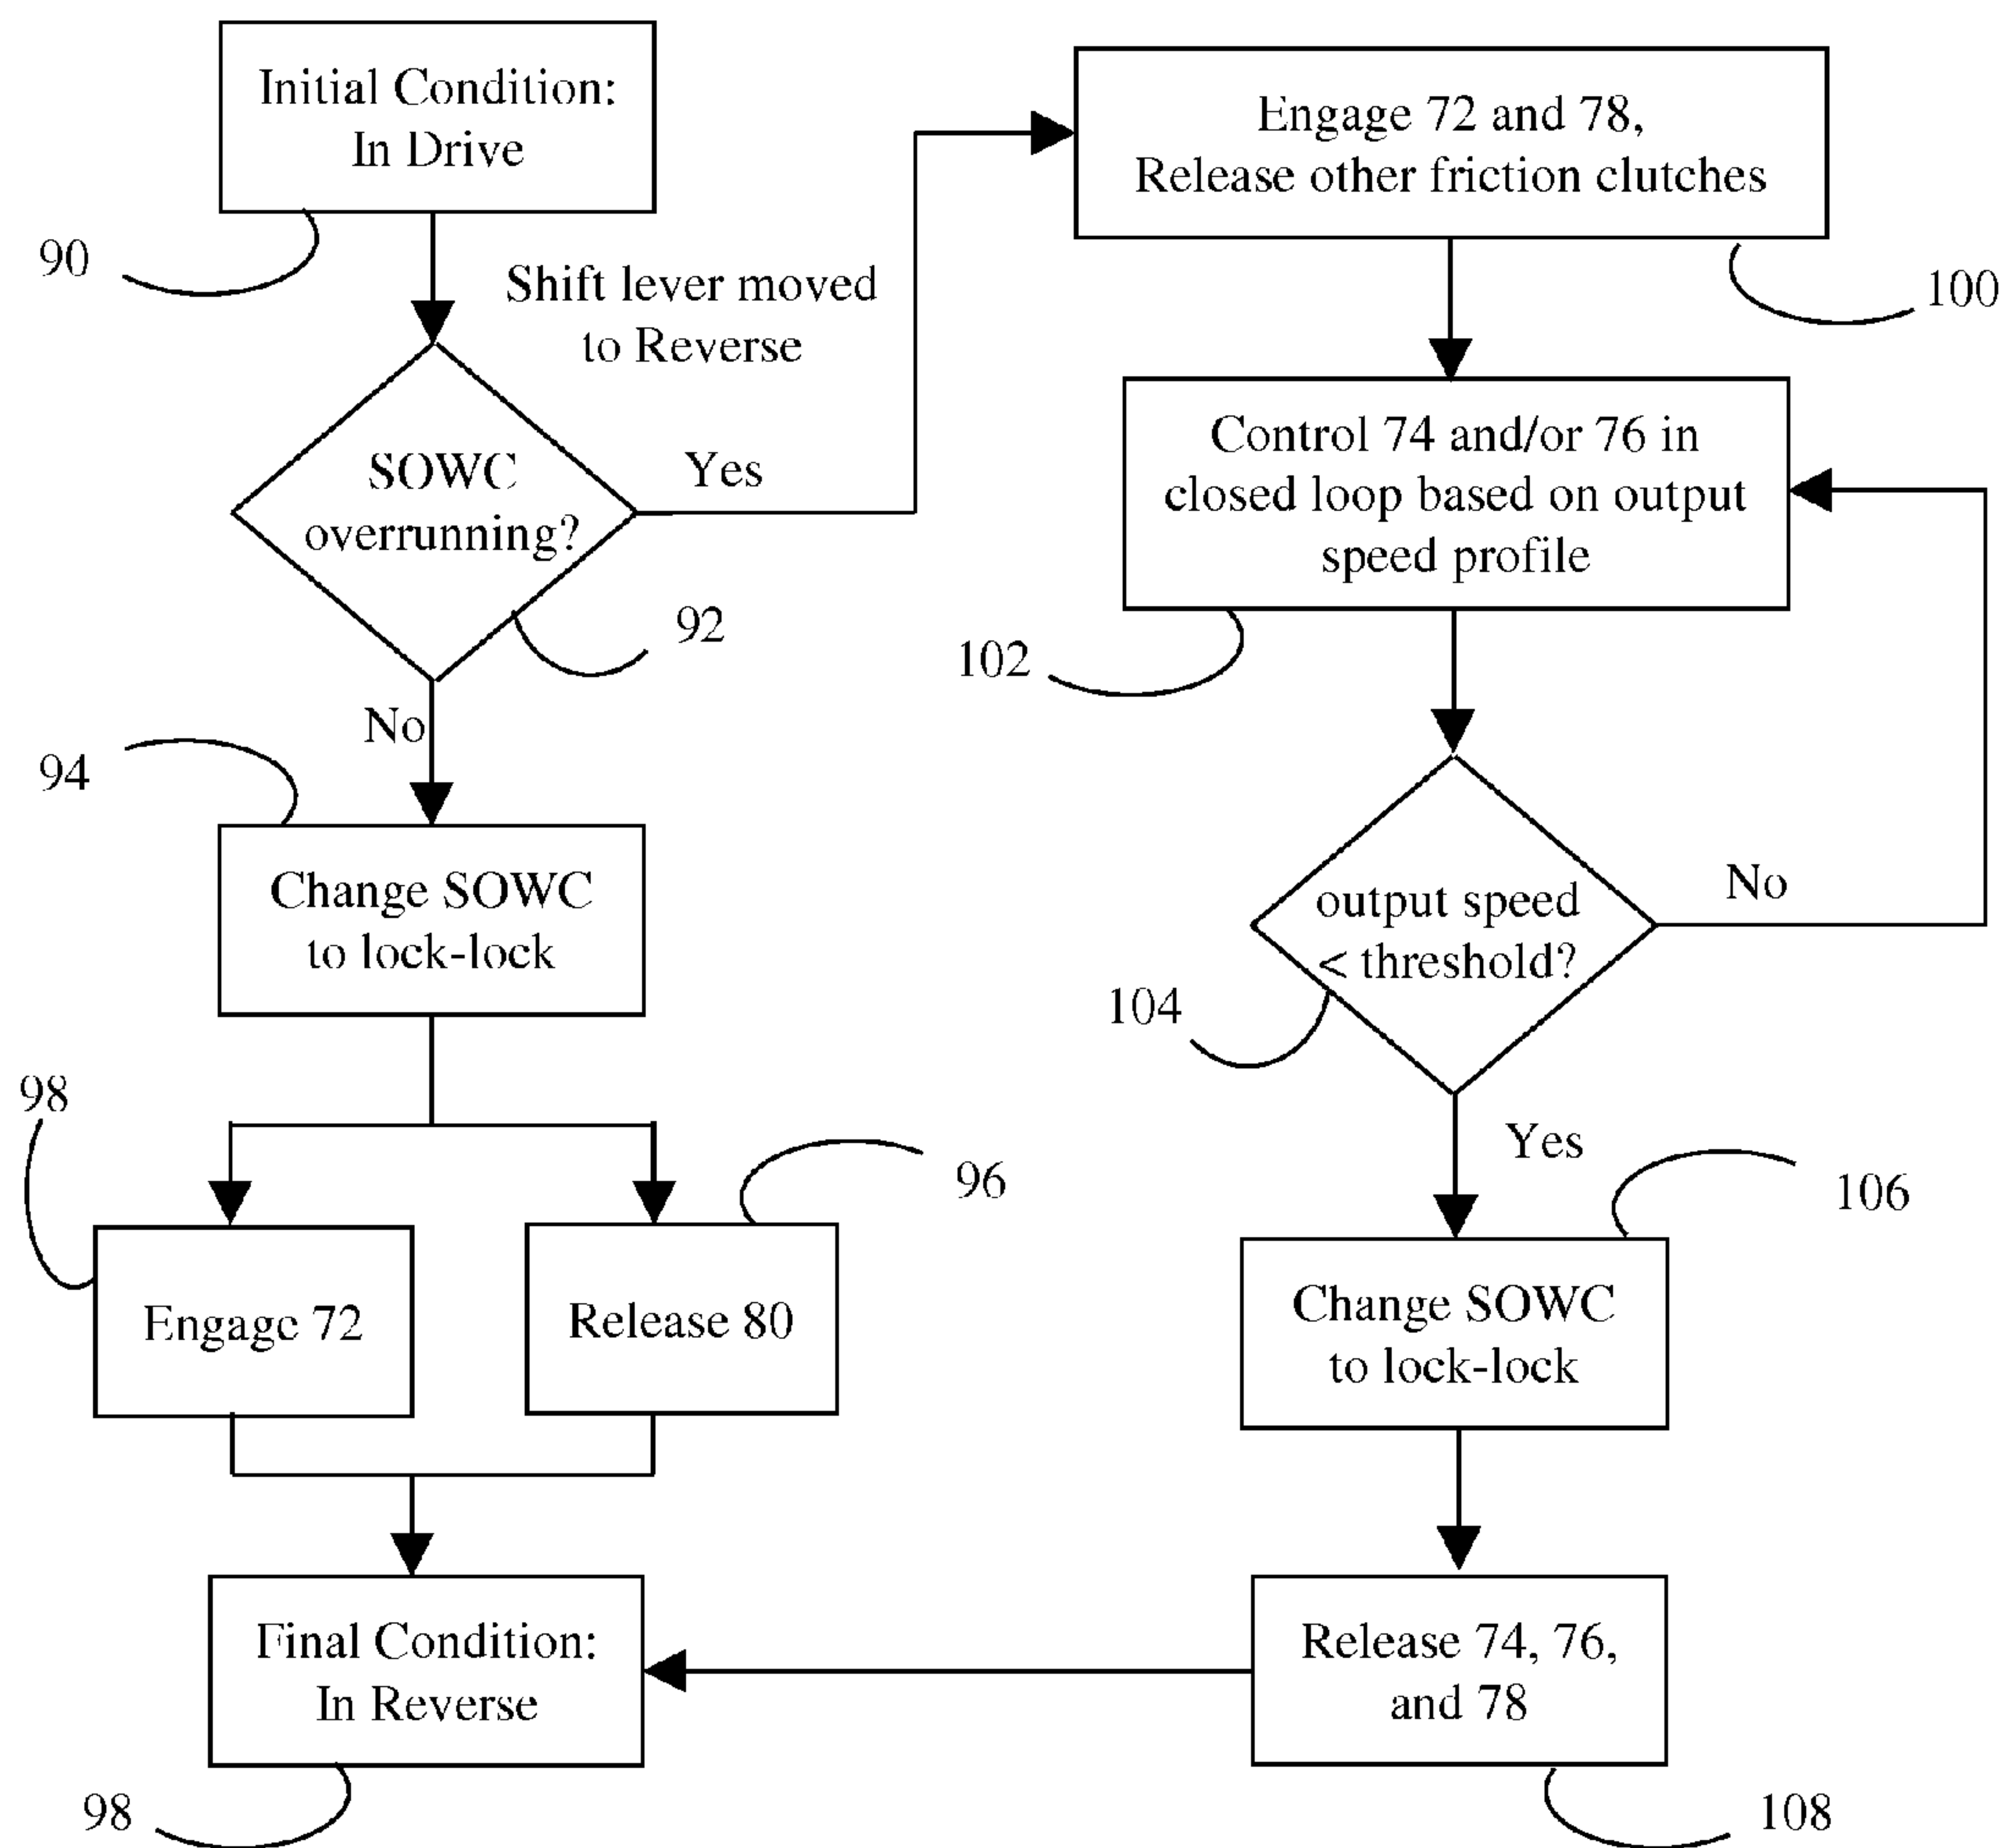 Initial Condition:
In Drive
90
Shift lever moved
to Reverse
SOWC
overrunning?
Yes
92
No
94
Change SOWC
to lock-lock
98
96
Engage 72
Release 80
Final Condition:
In Reverse
98
Engage 72 and 78,
Release other friction clutches
100
Control 74 and/or 76 in
closed loop based on output
speed profile
102
output speed
< threshold?
No
104
Yes
106
Change SOWC
to lock-lock
Release 74, 76,
and 78
108